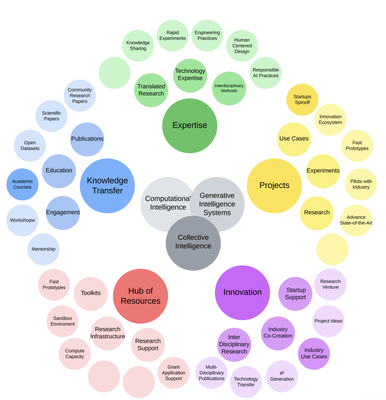 Rapid
Experiments
Engineering
Practices
Knowledge
Sharing
Human
Centered
Design
Translated
Research
Technology
Expertise
Interdisciplinary
Methods
Responsible
AI Practices
Expertise
Community
Research
Papers
Scientific
Papers
Publications
Open
Datasets
Education
Academic
Courses
Knowledge
Transfer
Engagement
Workshops
Mentorship
Startups
Spinoff
Innovation
Ecosystem
Use Cases
Fast
Prototypes
Experiments
Projects
Pilots with
Industry
Research
Advance
State-of-the-Art
Computational
Intelligence
Generative
Intelligence
Systems
Collective
Intelligence
Hub of
Resources
Fast
Prototypes
Toolkits
Sandbox
Enviroment
Research
Infrastructure
Compute
Capacity
Research
Support
Grant
Application
Support
Innovation
Startup
Support
Research
Venture
Project Ideas
Industry
Co-Creation
Inter
Disciplinary
Research
Industry
Use Cases
Multi-
Disciplinary
Publications
Technology
Transfer
IP
Generation